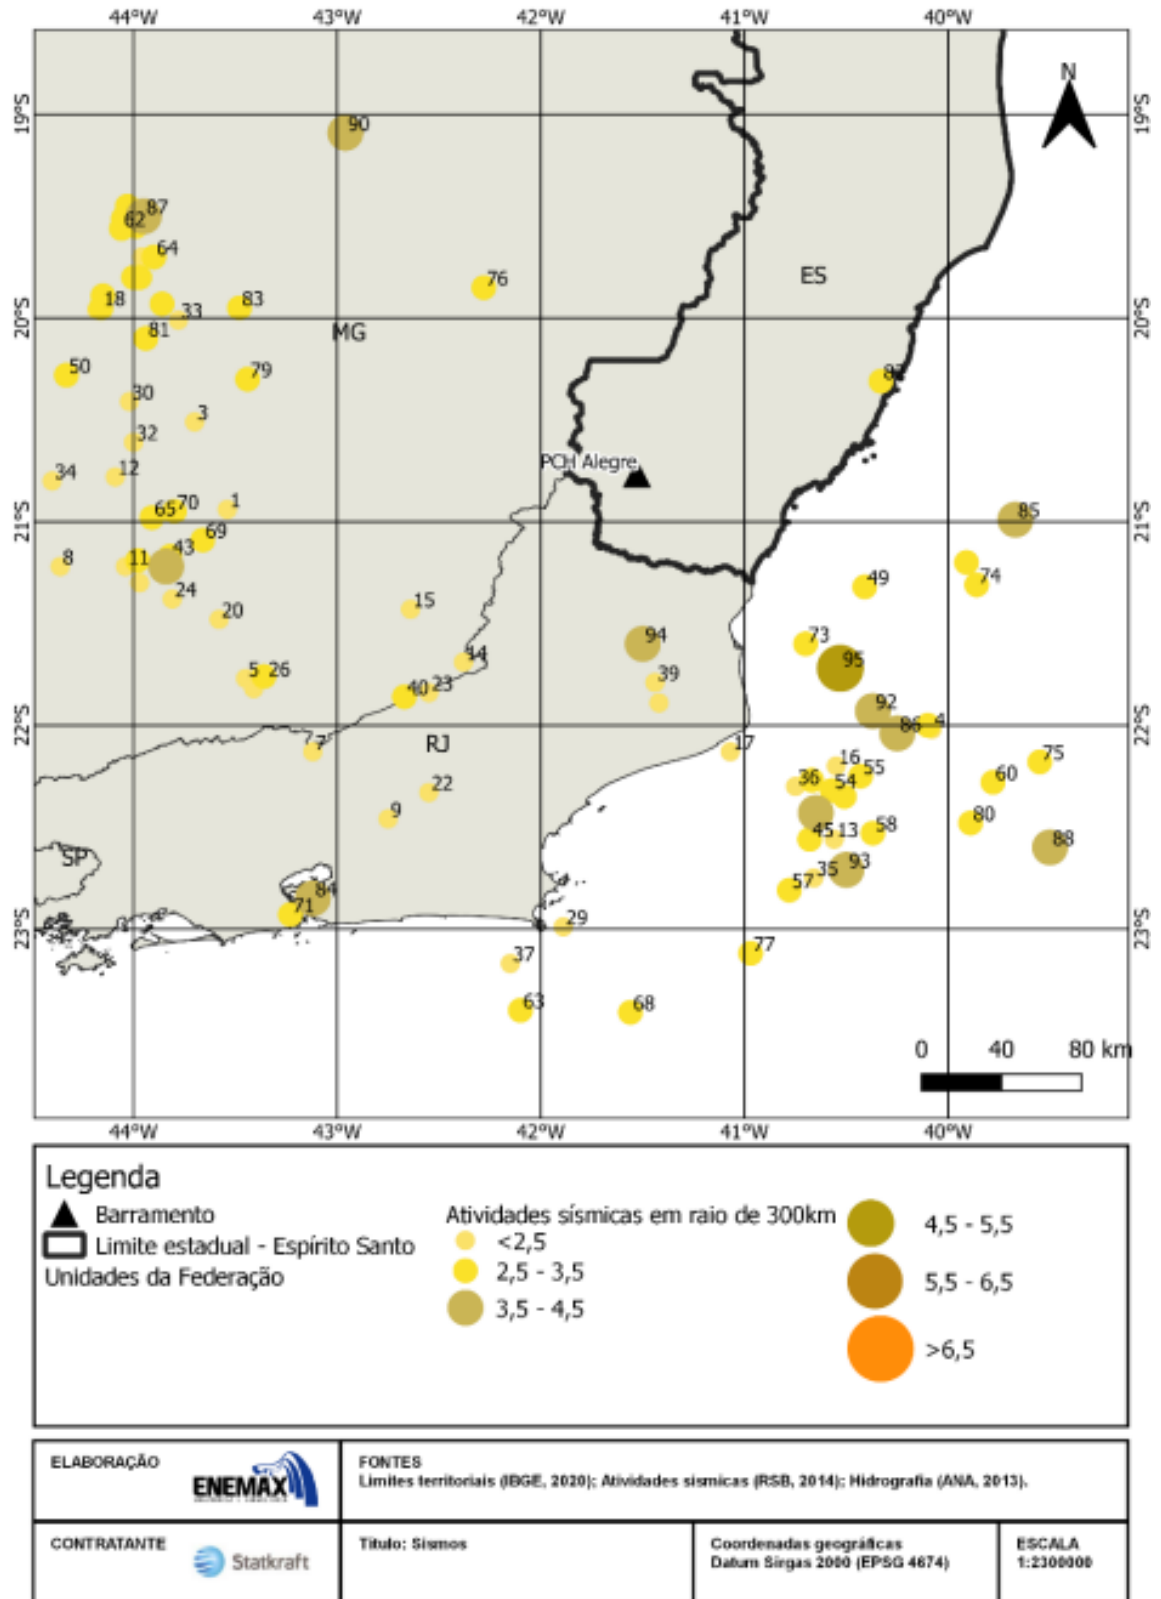 44°W 43°W 42°W 41°W 40°W
N
19°S 19°S
90
87
62
64
76
ES
18
33
83
20°S 20°S
81
MG
50
79
30
3
32
PCH Alegre
34
12
1
85
65 70
21°S 21°S
69
43
8
11
74
49
24
15
20
94
73
14
95
5 26
39
40 23
92
86 4
22°S 22°S
7
RJ
17
16
75
36
55
60
54
22
9
80
45 13 58
SP
88
35 93
84
57
71
23°S 23°S
29
77
37
63
68
0 40 80 km
44°W 43°W 42°W 41°W 40°W
Legenda
Barramento
Limite estadual - Espírito Santo
Unidades da Federação
Atividades sísmicas em raio de 300km
<2,5
2,5 - 3,5
3,5 - 4,5
4,5 - 5,5
5,5 - 6,5
>6,5
ELABORAÇÃO
ENEMAX
FONTES
Limites territoriais (IBGE, 2020); Atividades sismicas (RSB, 2014); Hidrografia (ANA, 2013).
CONTRATANTE
Statkraft
Titulo: Sismos
Coordenadas geográficas
Datum Sirgas 2000 (EPSG 4674)
ESCALA
1:2300000